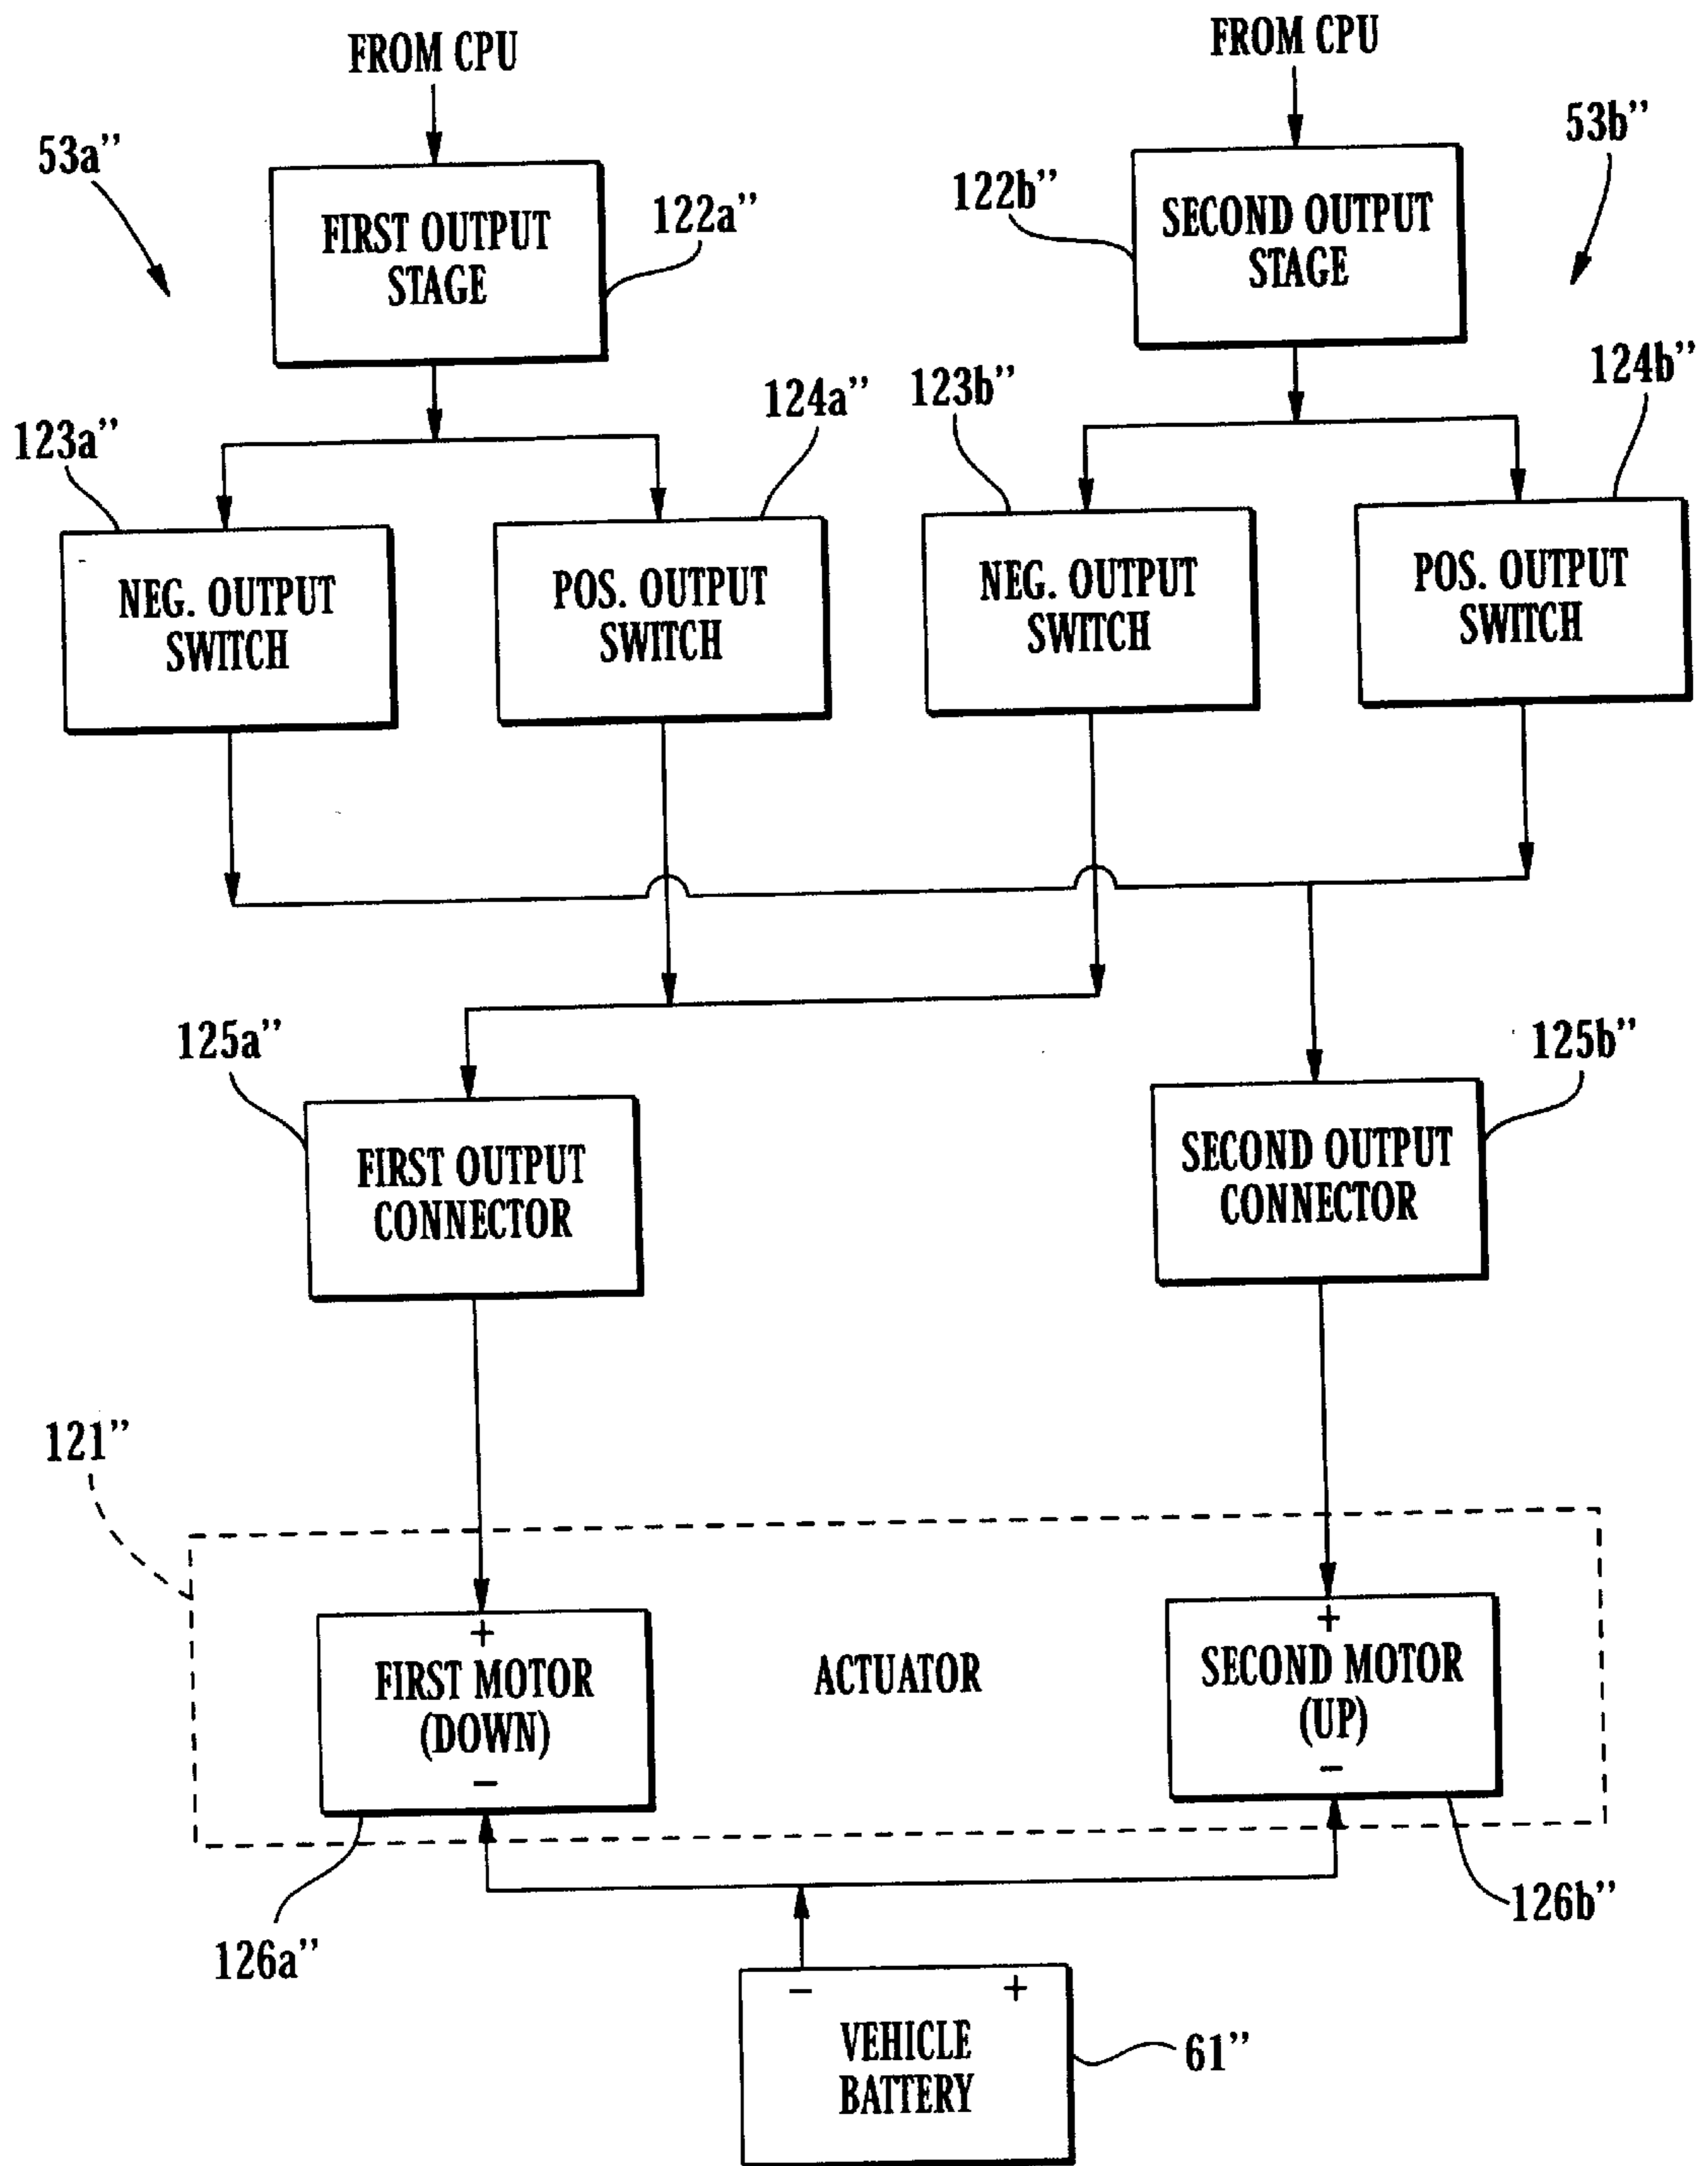 FROM CPU
FROM CPU
53a”
53b”
FIRST OUTPUT
STAGE
122a”
122b”
SECOND OUTPUT
STAGE
123a”
124a”
123b”
124b”
NEG. OUTPUT
SWITCH
POS. OUTPUT
SWITCH
NEG. OUTPUT
SWITCH
POS. OUTPUT
SWITCH
125a”
125b”
FIRST OUTPUT
CONNECTOR
SECOND OUTPUT
CONNECTOR
121”
+
FIRST MOTOR
(DOWN)
−
ACTUATOR
+
SECOND MOTOR
(UP)
−
126a”
126b”
− +
VEHICLE
BATTERY
61”